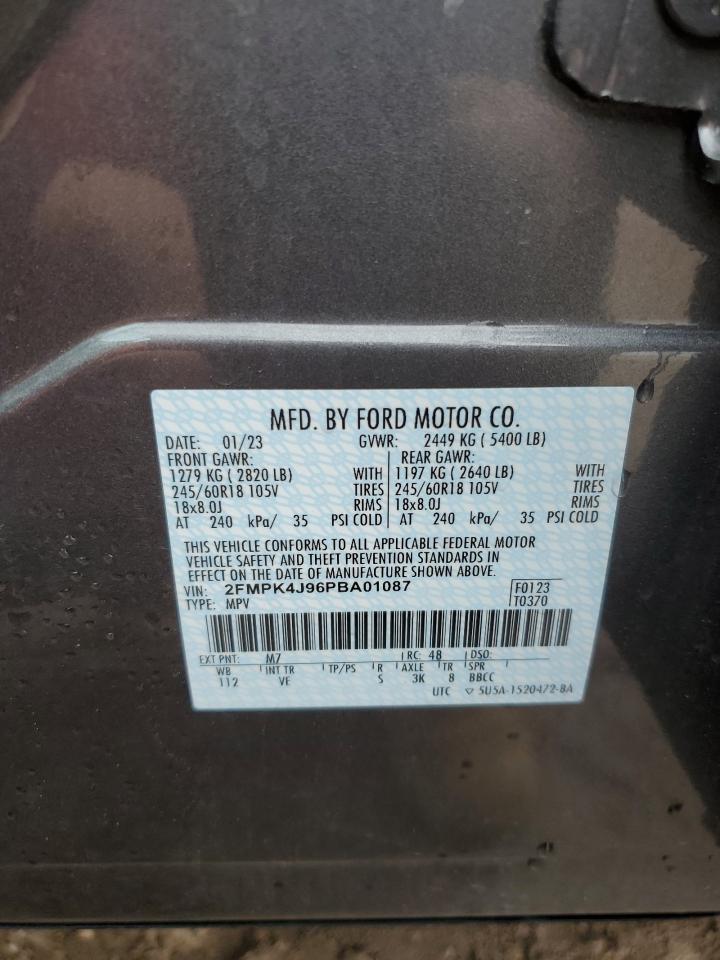 MFD. BY FORD MOTOR CO.
DATE: 01/23 GVWR: 2449 KG ( 5400 LB)
FRONT GAWR: REAR GAWR:
1279 KG ( 2820 LB) WITH 1197 KG ( 2640 LB) WITH
245/60R18 105V TIRES 245/60R18 105V TIRES
18x8.0J RIMS 18x8.0J RIMS
AT 240 kPa/ 35 PSI COLD AT 240 kPa/ 35 PSI COLD
THIS VEHICLE CONFORMS TO ALL APPLICABLE FEDERAL MOTOR
VEHICLE SAFETY AND THEFT PREVENTION STANDARDS IN
EFFECT ON THE DATE OF MANUFACTURE SHOWN ABOVE.
VIN: 2FMPK4J96PBA01087 F0123
TYPE: MPV T0370
EXT PNT: M7 RC: 48 DSO:
WB INT TR TP/PS R AXLE TR SPR
112 VE S 3K 8 BBCC
UTC ▽ 5U5A-1520472-BA